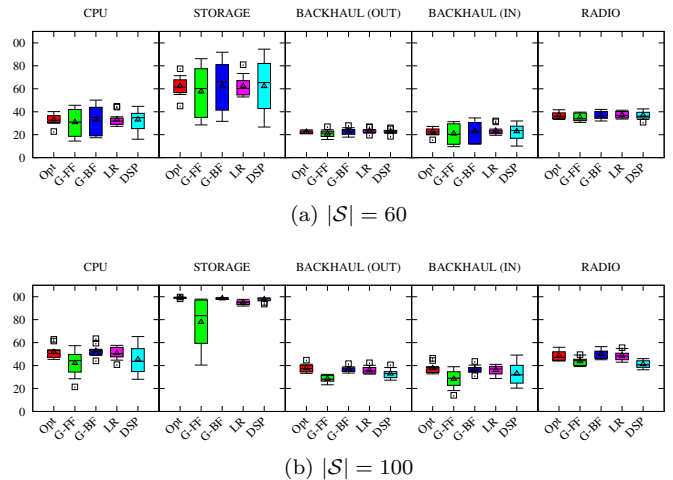 CPU STORAGE BACKHAUL (OUT) BACKHAUL (IN) RADIO
00
80
60
40
20
0
Opt G-FF G-BF LR DSP Opt G-FF G-BF LR DSP Opt G-FF G-BF LR DSP Opt G-FF G-BF LR DSP Opt G-FF G-BF LR DSP
(a) |𝒮| = 60
CPU STORAGE BACKHAUL (OUT) BACKHAUL (IN) RADIO
00
80
60
40
20
0
Opt G-FF G-BF LR DSP Opt G-FF G-BF LR DSP Opt G-FF G-BF LR DSP Opt G-FF G-BF LR DSP Opt G-FF G-BF LR DSP
(b) |𝒮| = 100